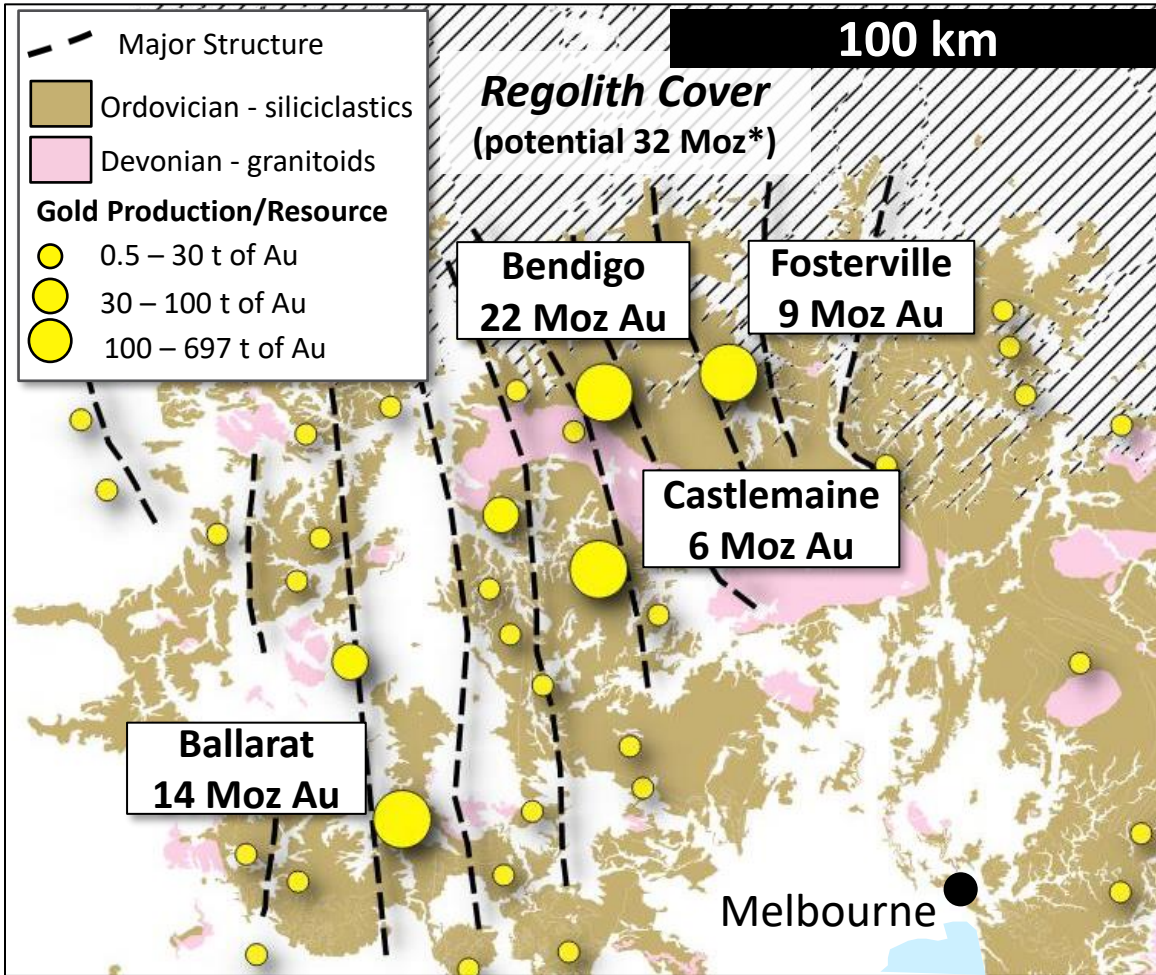 Major Structure
Ordovician - siliciclastics
Devonian - granitoids
Gold Production/Resource
0.5 – 30 t of Au
30 – 100 t of Au
100 – 697 t of Au
100 km
Regolith Cover
(potential 32 Moz*)
Bendigo
22 Moz Au
Fosterville
9 Moz Au
Castlemaine
6 Moz Au
Ballarat
14 Moz Au
Melbourne